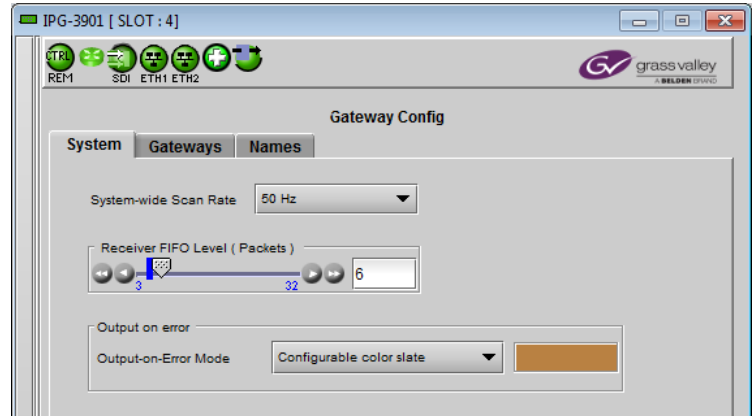 IPG-3901 [ SLOT : 4]
CTRL
REM SDI ETH1 ETH2
GV grass valley
A BELDEN BRAND
Gateway Config
System Gateways Names
System-wide Scan Rate 50 Hz
Receiver FIFO Level ( Packets )
3 32 6
Output on error
Output-on-Error Mode Configurable color slate